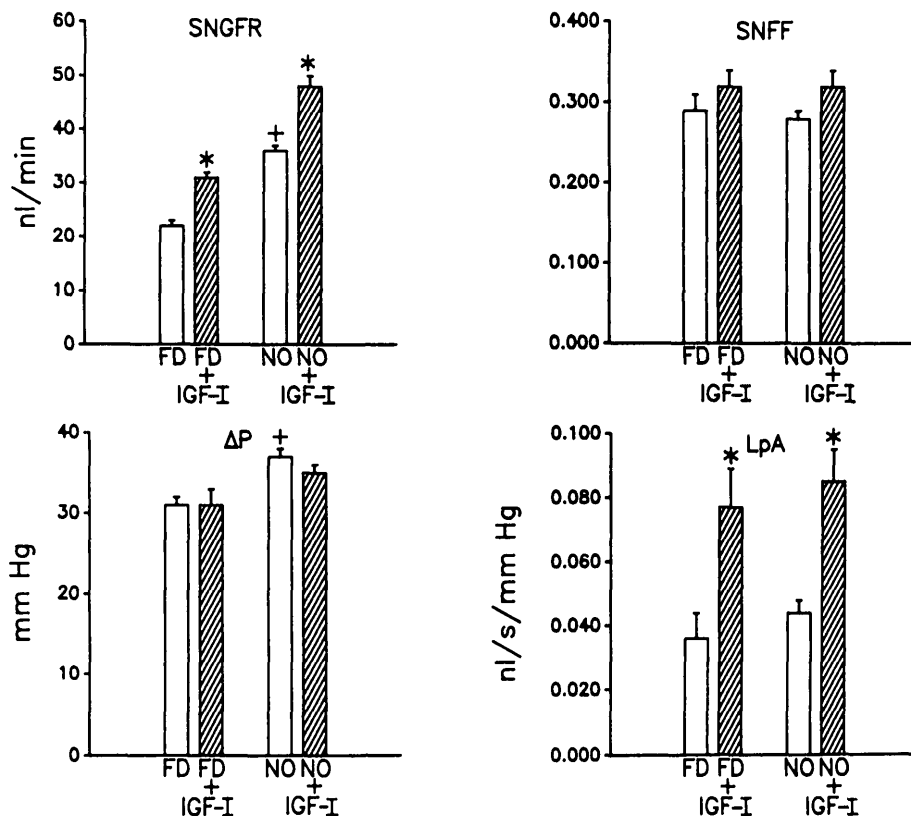 SNGFR
nl/min
60
50
40
30
20
10
0
*
+
*
FD FD NO NO
+ +
IGF-I IGF-I
SNFF
0.400
0.300
0.200
0.100
0.000
FD FD NO NO
+ +
IGF-I IGF-I
ΔP
mm Hg
40
30
20
10
0
+
FD FD NO NO
+ +
IGF-I IGF-I
LpA
nl/s/mm Hg
0.100
0.080
0.060
0.040
0.020
0.000
*
*
FD FD NO NO
+ +
IGF-I IGF-I